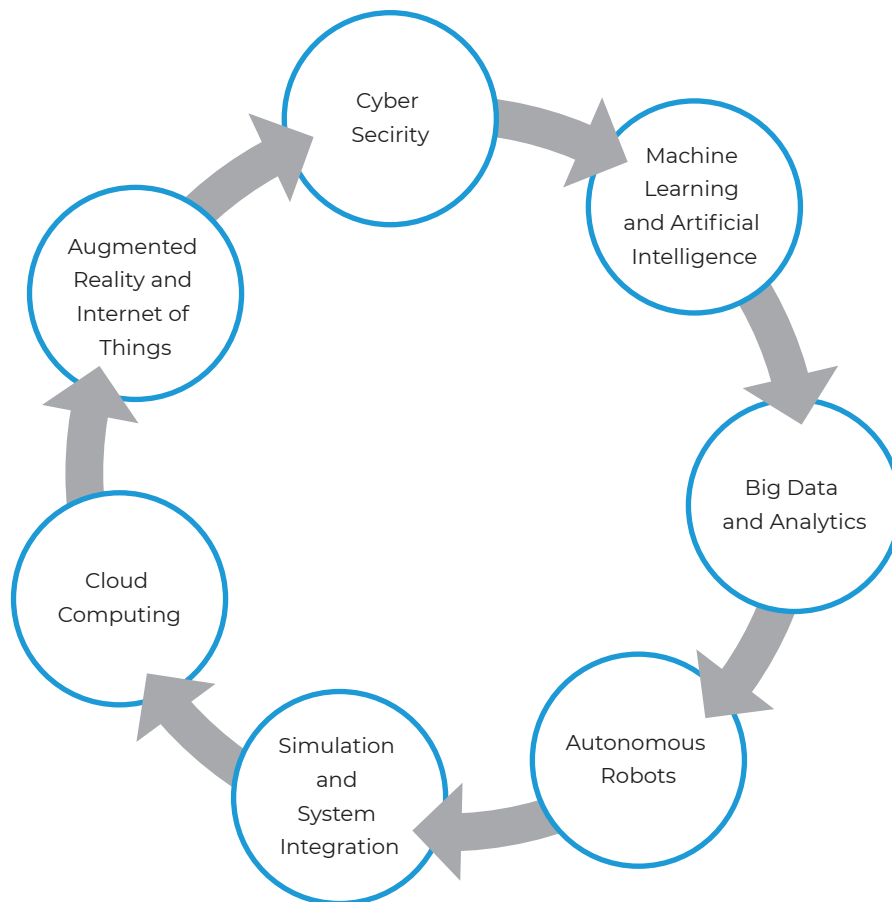 Cyber
Secirity
Machine
Learning
and Artificial
Intelligence
Big Data
and Analytics
Autonomous
Robots
Simulation
and
System
Integration
Cloud
Computing
Augmented
Reality and
Internet of
Things